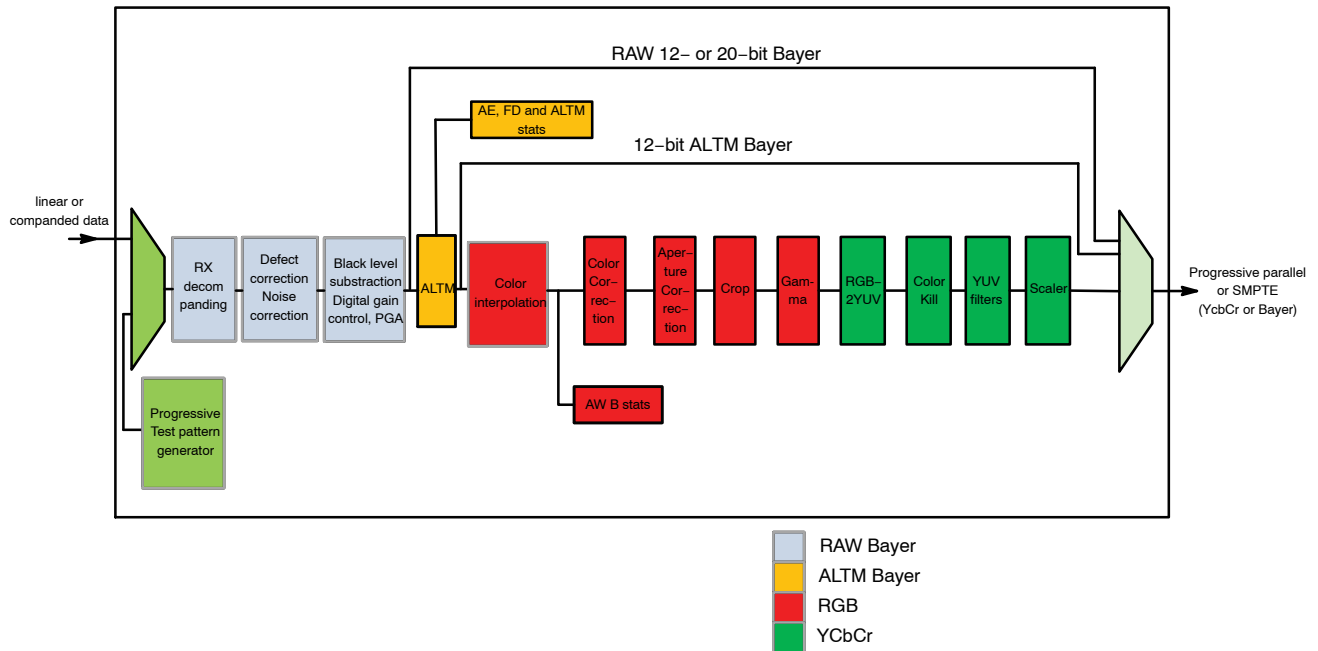 RAW 12− or 20−bit Bayer
AE, FD and ALTM
stats
12−bit ALTM Bayer
linear or
companded data
RX
decom
panding
Defect
correction
Noise
correction
Black level
substraction
Digital gain
control, PGA
ALTM
Color
interpolation
Color
Cor−
rec−
tion
Aper−
ture
Cor−
rec−
tion
Crop
Gam−
ma
RGB−
2YUV
Color
Kill
YUV
filters
Scaler
Progressive parallel
or SMPTE
(YcbCr or Bayer)
AW B stats
Progressive
Test pattern
generator
RAW Bayer
ALTM Bayer
RGB
YCbCr